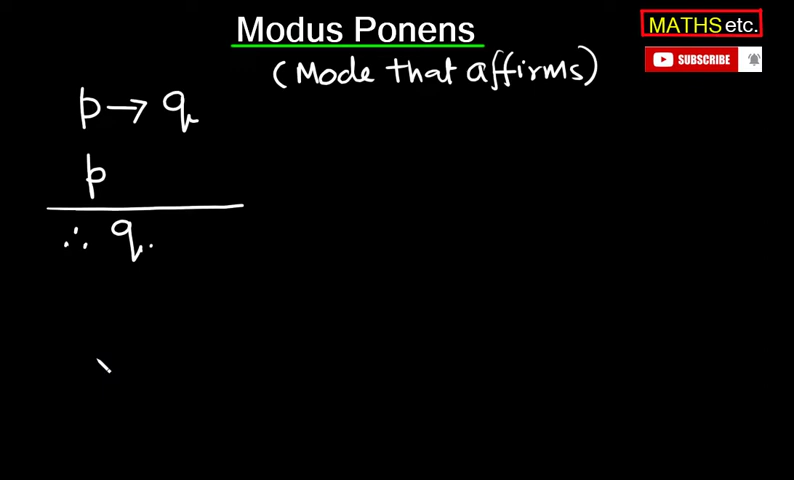 Modus Ponens
MATHS etc.
SUBSCRIBE
(Mode that affirms)
p → q
p
∴ q.